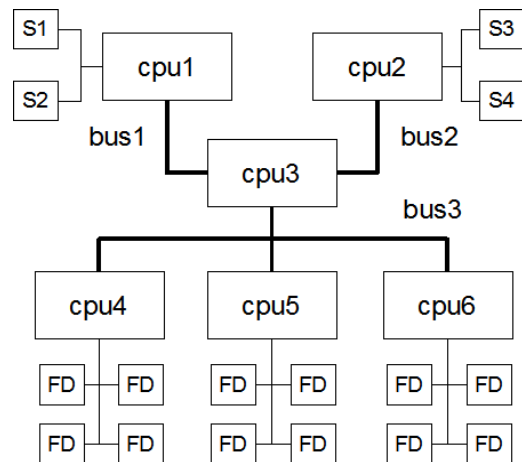 S1
S2
cpu1
cpu2
S3
S4
bus1
bus2
cpu3
bus3
cpu4
cpu5
cpu6
FD FD FD FD FD FD
FD FD FD FD FD FD